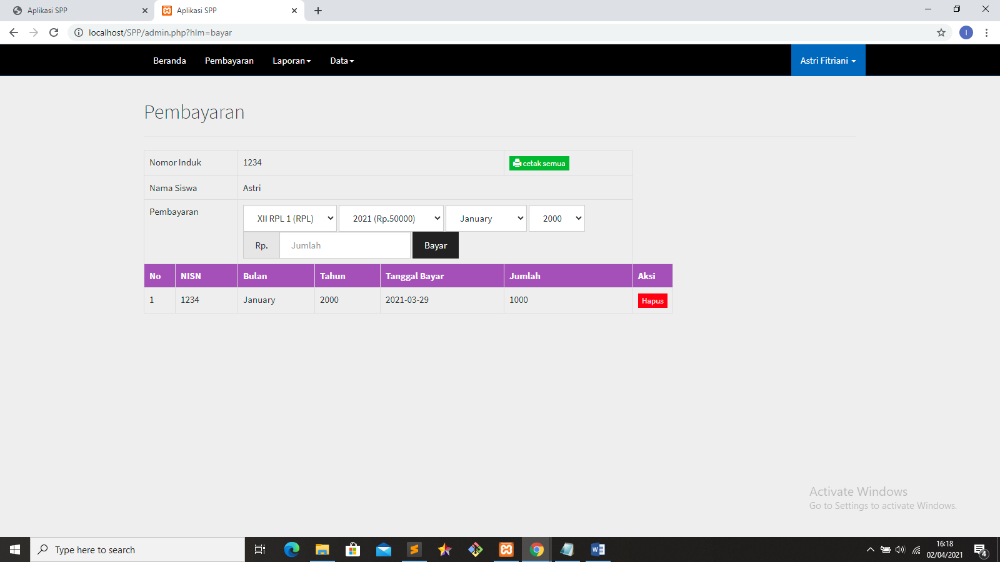 Aplikasi SPP
Aplikasi SPP
localhost/SPP/admin.php?hlm=bayar
I
Beranda Pembayaran Laporan Data Astri Fitriani
Pembayaran
Nomor Induk 1234 cetak semua
Nama Siswa Astri
Pembayaran XII RPL 1 (RPL) 2021 (Rp.50000) January 2000
Rp. Jumlah Bayar
No NISN Bulan Tahun Tanggal Bayar Jumlah Aksi
1 1234 January 2000 2021-03-29 1000 Hapus
Activate Windows
Go to Settings to activate Windows.
Type here to search
16:18
02/04/2021
4